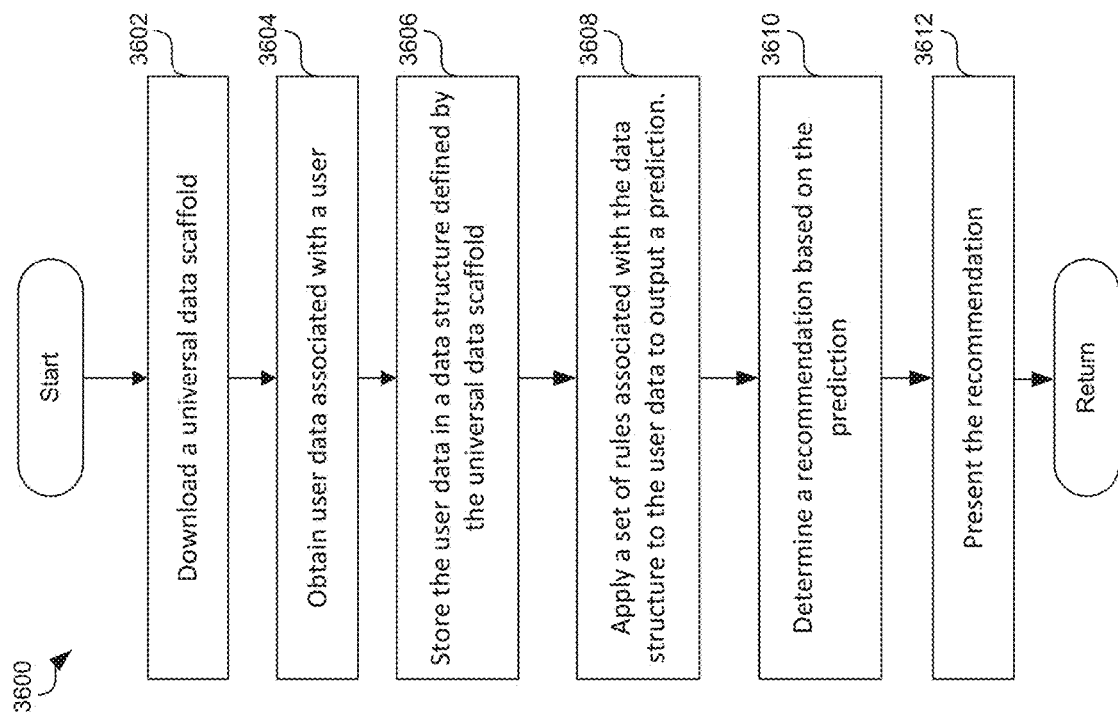 3600
Start
3602
Download a universal data scaffold
3604
Obtain user data associated with a user
3606
Store the user data in a data structure defined by
the universal data scaffold
3608
Apply a set of rules associated with the data
structure to the user data to output a prediction.
3610
Determine a recommendation based on the
prediction
3612
Present the recommendation
Return